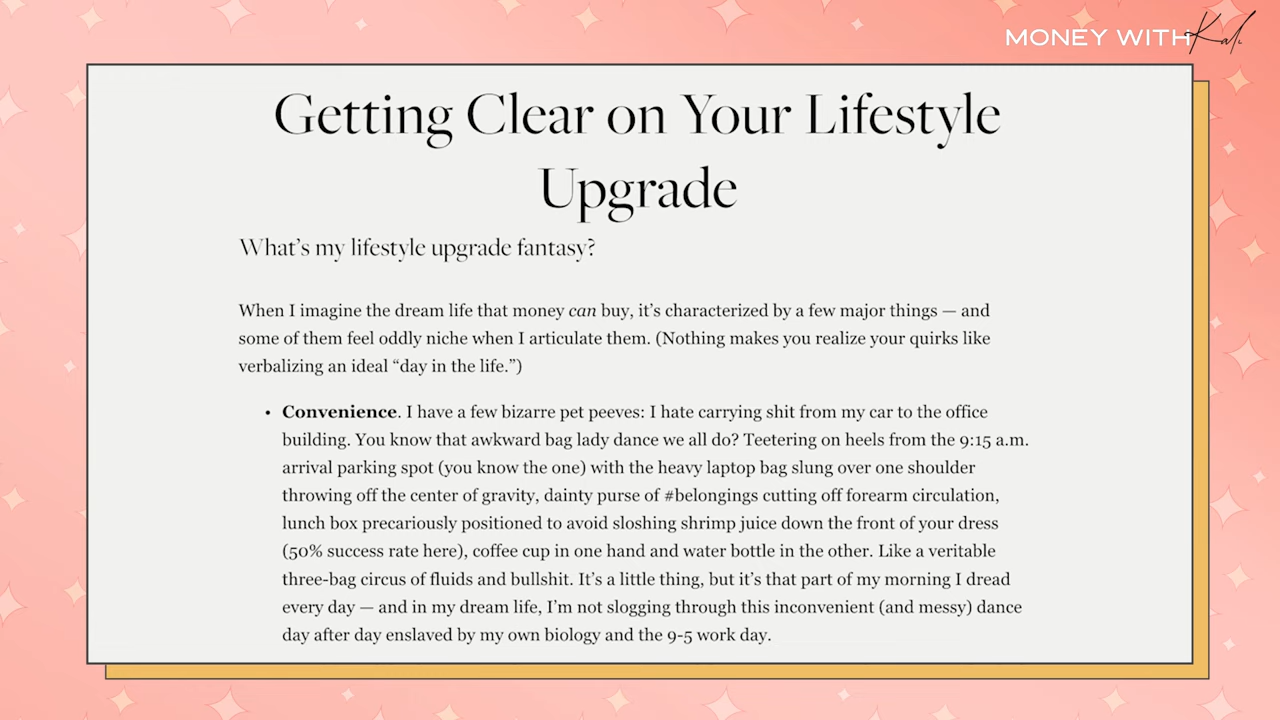 MONEY WITH Kali
Getting Clear on Your Lifestyle
Upgrade
What’s my lifestyle upgrade fantasy?
When I imagine the dream life that money can buy, it’s characterized by a few major things — and
some of them feel oddly niche when I articulate them. (Nothing makes you realize your quirks like
verbalizing an ideal “day in the life.”)
• Convenience. I have a few bizarre pet peeves: I hate carrying shit from my car to the office
building. You know that awkward bag lady dance we all do? Teetering on heels from the 9:15 a.m.
arrival parking spot (you know the one) with the heavy laptop bag slung over one shoulder
throwing off the center of gravity, dainty purse of #belongings cutting off forearm circulation,
lunch box precariously positioned to avoid sloshing shrimp juice down the front of your dress
(50% success rate here), coffee cup in one hand and water bottle in the other. Like a veritable
three-bag circus of fluids and bullshit. It’s a little thing, but it’s that part of my morning I dread
every day — and in my dream life, I’m not slogging through this inconvenient (and messy) dance
day after day enslaved by my own biology and the 9-5 work day.